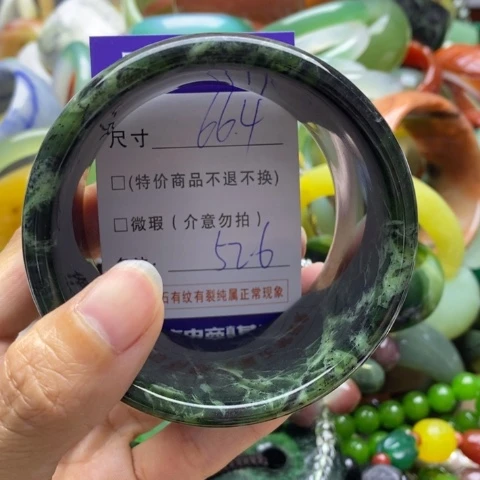 尺寸 66.4
□(特价商品不退不换)
□微瑕(介意勿拍)
52.6
石有纹有裂纯属正常现象